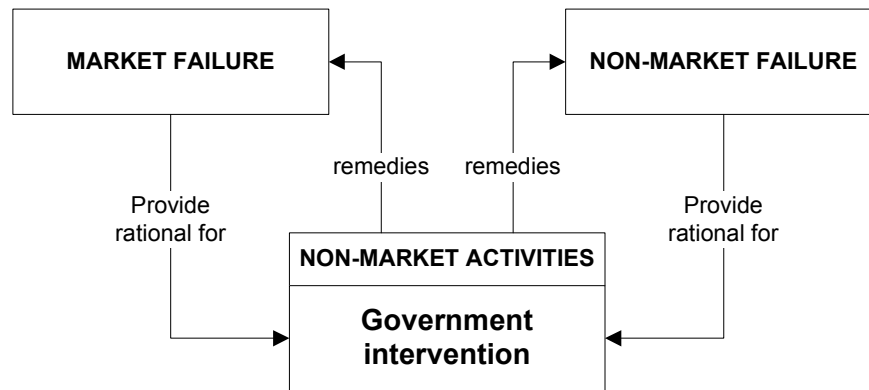 MARKET FAILURE
NON-MARKET FAILURE
remedies
remedies
Provide
rational for
Provide
rational for
NON-MARKET ACTIVITIES
Government
intervention